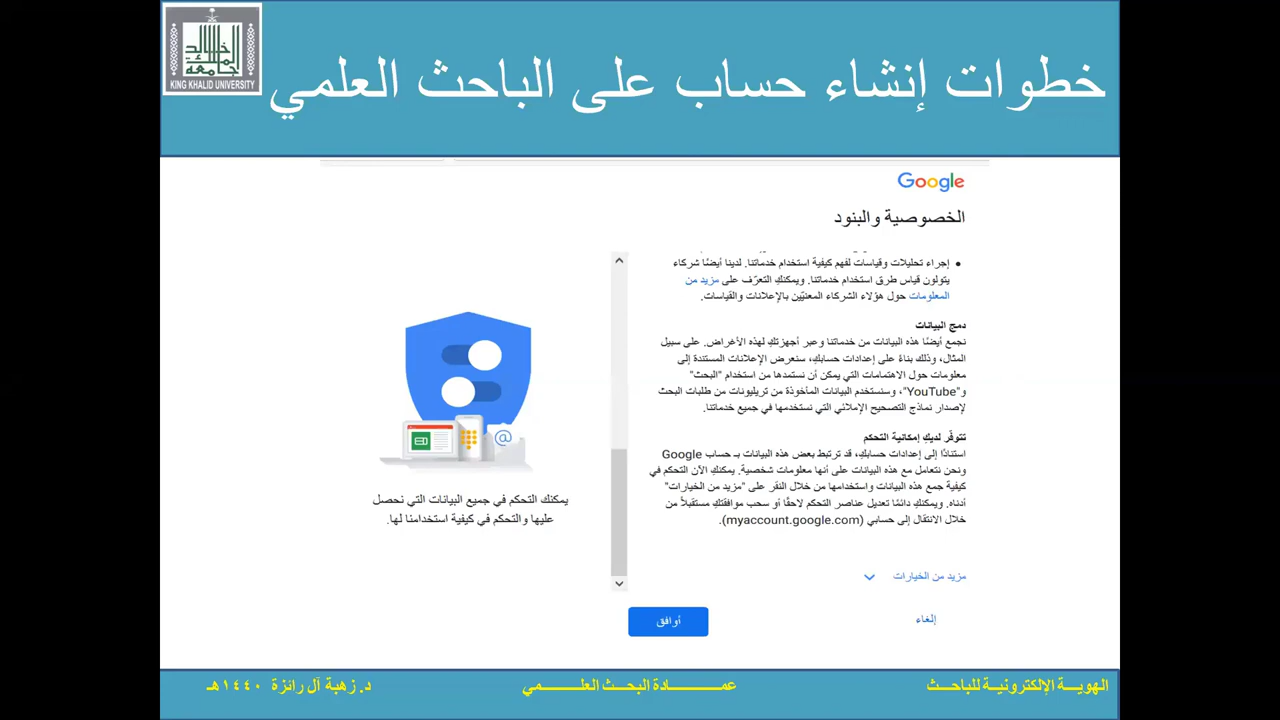 خطوات إنشاء حساب على الباحث العلمي
KING KHALID UNIVERSITY
Google
الخصوصية والبنود
إجراء تحليلات وقياسات لفهم كيفية استخدام خدماتنا. لدينا أيضًا شركاء
يتولون قياس طرق استخدام خدماتنا. ويمكنكِ التعرّف على مزيد من
المعلومات حول هؤلاء الشركاء المعنيّين بالإعلانات والقياسات.
دمج البيانات
نجمع أيضًا هذه البيانات من خدماتنا وعبر أجهزتكِ لهذه الأغراض. على سبيل
المثال، وذلك بناءً على إعدادات حسابكِ، سنعرض الإعلانات المستندة إلى
معلومات حول الاهتمامات التي يمكن أن نستمدها من استخدام "البحث"
و"YouTube"، وسنستخدم البيانات المأخوذة من تريليونات من طلبات البحث
لإصدار نماذج التصحيح الإملائي التي نستخدمها في جميع خدماتنا.
تتوفّر لديكِ إمكانية التحكم
استنادًا إلى إعدادات حسابكِ، قد ترتبط بعض هذه البيانات بـ حساب Google
ونحن نتعامل مع هذه البيانات على أنها معلومات شخصية. يمكنكِ الآن التحكم في
كيفية جمع هذه البيانات واستخدامها من خلال النقر على "مزيد من الخيارات"
أدناه. ويمكنكِ دائمًا تعديل عناصر التحكم لاحقًا أو سحب موافقتكِ مستقبلاً من
خلال الانتقال إلى حسابي (myaccount.google.com).
يمكنك التحكم في جميع البيانات التي نحصل
عليها والتحكم في كيفية استخدامنا لها.
مزيد من الخيارات
إلغاء
أوافق
الهويـــة الإلكترونيــة للباحـــث
عمـــــــــادة البحــث العلـــــــــمي
د. زهبة آل رائزة ١٤٤٠هـ